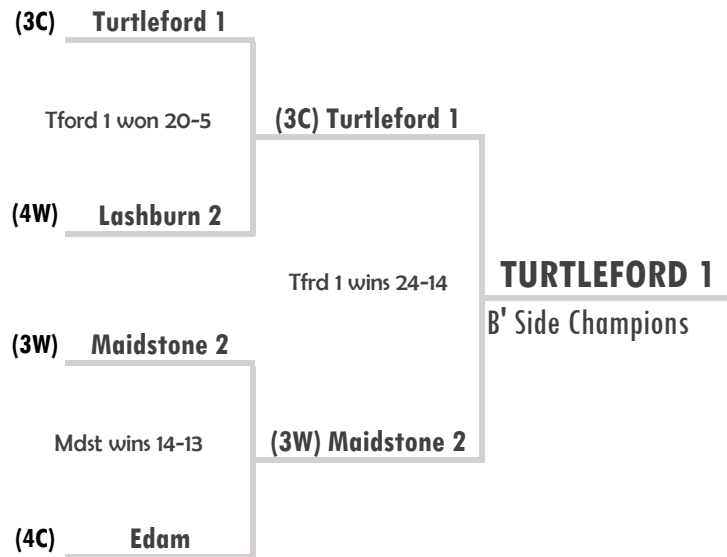 (3C) Turtleford 1
Tford 1 won 20-5
(3C) Turtleford 1
(4W) Lashburn 2
Tfrd 1 wins 24-14
TURTLEFORD 1
B' Side Champions
(3W) Maidstone 2
Mdst wins 14-13
(3W) Maidstone 2
(4C) Edam